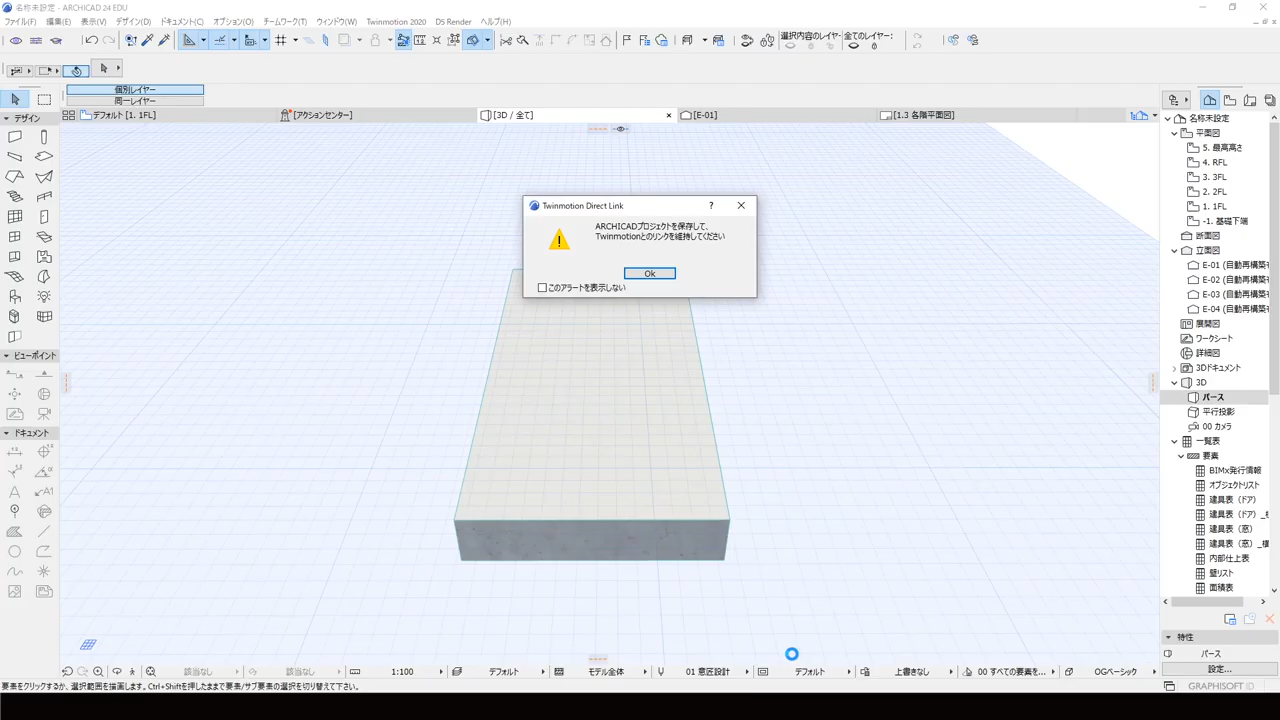 名称未設定 - ARCHICAD 24 EDU
ファイル(F) 編集(E) 表示(V) デザイン(D) ドキュメント(C) オプション(O) チームワーク(T) ウィンドウ(W) Twinmotion 2020 D5 Render ヘルプ(H)
選択内容のレイヤー: 全てのレイヤー:
個別レイヤー
同一レイヤー
デザイン
デフォルト [1. 1FL]
[アクションセンター]
[3D / 全て]
[E-01]
[1.3 各階平面図]
Twinmotion Direct Link
ARCHICADプロジェクトを保存して、
Twinmotionとのリンクを維持してください
Ok
このアラートを表示しない
ビューポイント
ドキュメント
名称未設定
平面図
5. 最高高さ
4. RFL
3. 3FL
2. 2FL
1. 1FL
-1. 基礎下端
断面図
立面図
E-01 (自動再構築モ
E-02 (自動再構築モ
E-03 (自動再構築モ
E-04 (自動再構築モ
展開図
ワークシート
詳細図
3Dドキュメント
3D
パース
平行投影
00 カメラ
一覧表
要素
BIMx発行情報
オブジェクトリスト
建具表（ドア）
建具表（ドア）_
建具表（窓）
建具表（窓）_
内部仕上表
壁リスト
面積表
特性
パース
設定...
GRAPHISOFT
該当なし
該当なし
1:100
デフォルト
モデル全体
01 意匠設計
デフォルト
上書きなし
00 すべての要素を...
OGベーシック
要素をクリックするか、選択範囲を描画します。Ctrl+Shiftを押したままで要素/サブ要素の選択を切り替えて下さい。